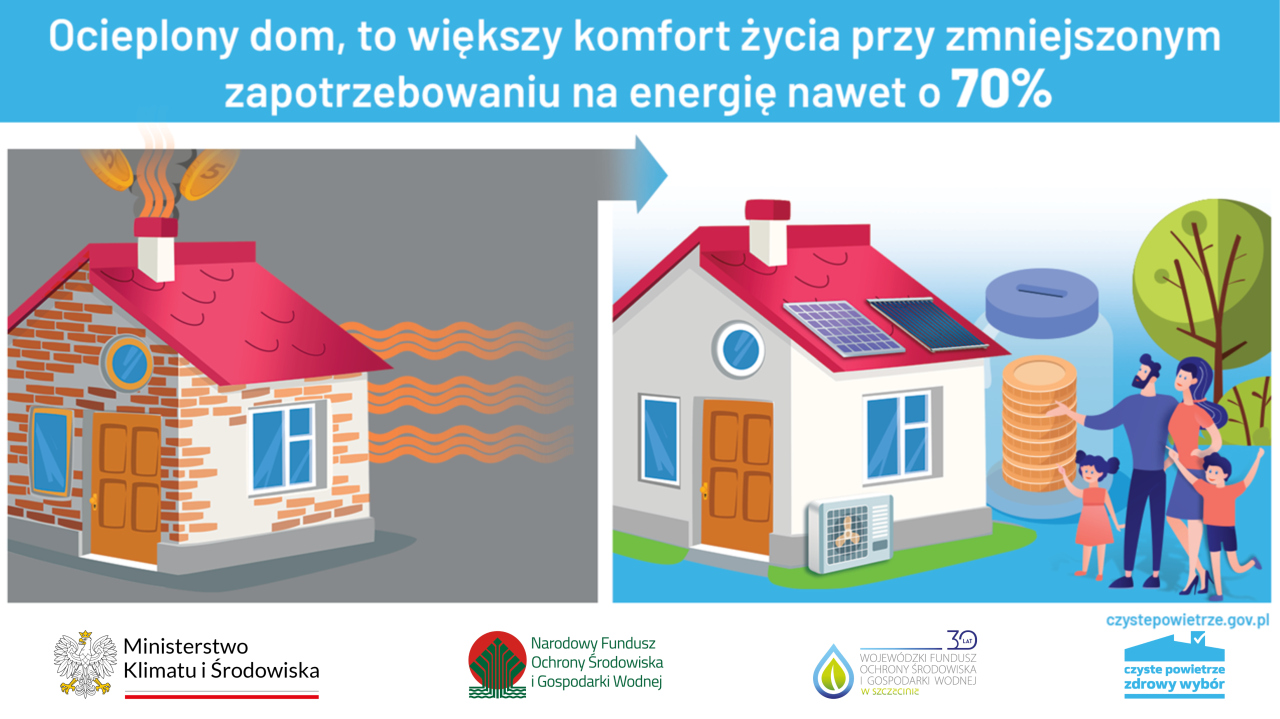 Ocieplony dom, to większy komfort życia przy zmniejszonym
zapotrzebowaniu na energię nawet o 70%
5
5
czystepowietrze.gov.pl
Ministerstwo
Klimatu i Środowiska
Narodowy Fundusz
Ochrony Środowiska
i Gospodarki Wodnej
30 LAT
WOJEWÓDZKI FUNDUSZ
OCHRONY ŚRODOWISKA
I GOSPODARKI WODNEJ
W SZCZECINIE
czyste powietrze
zdrowy wybór